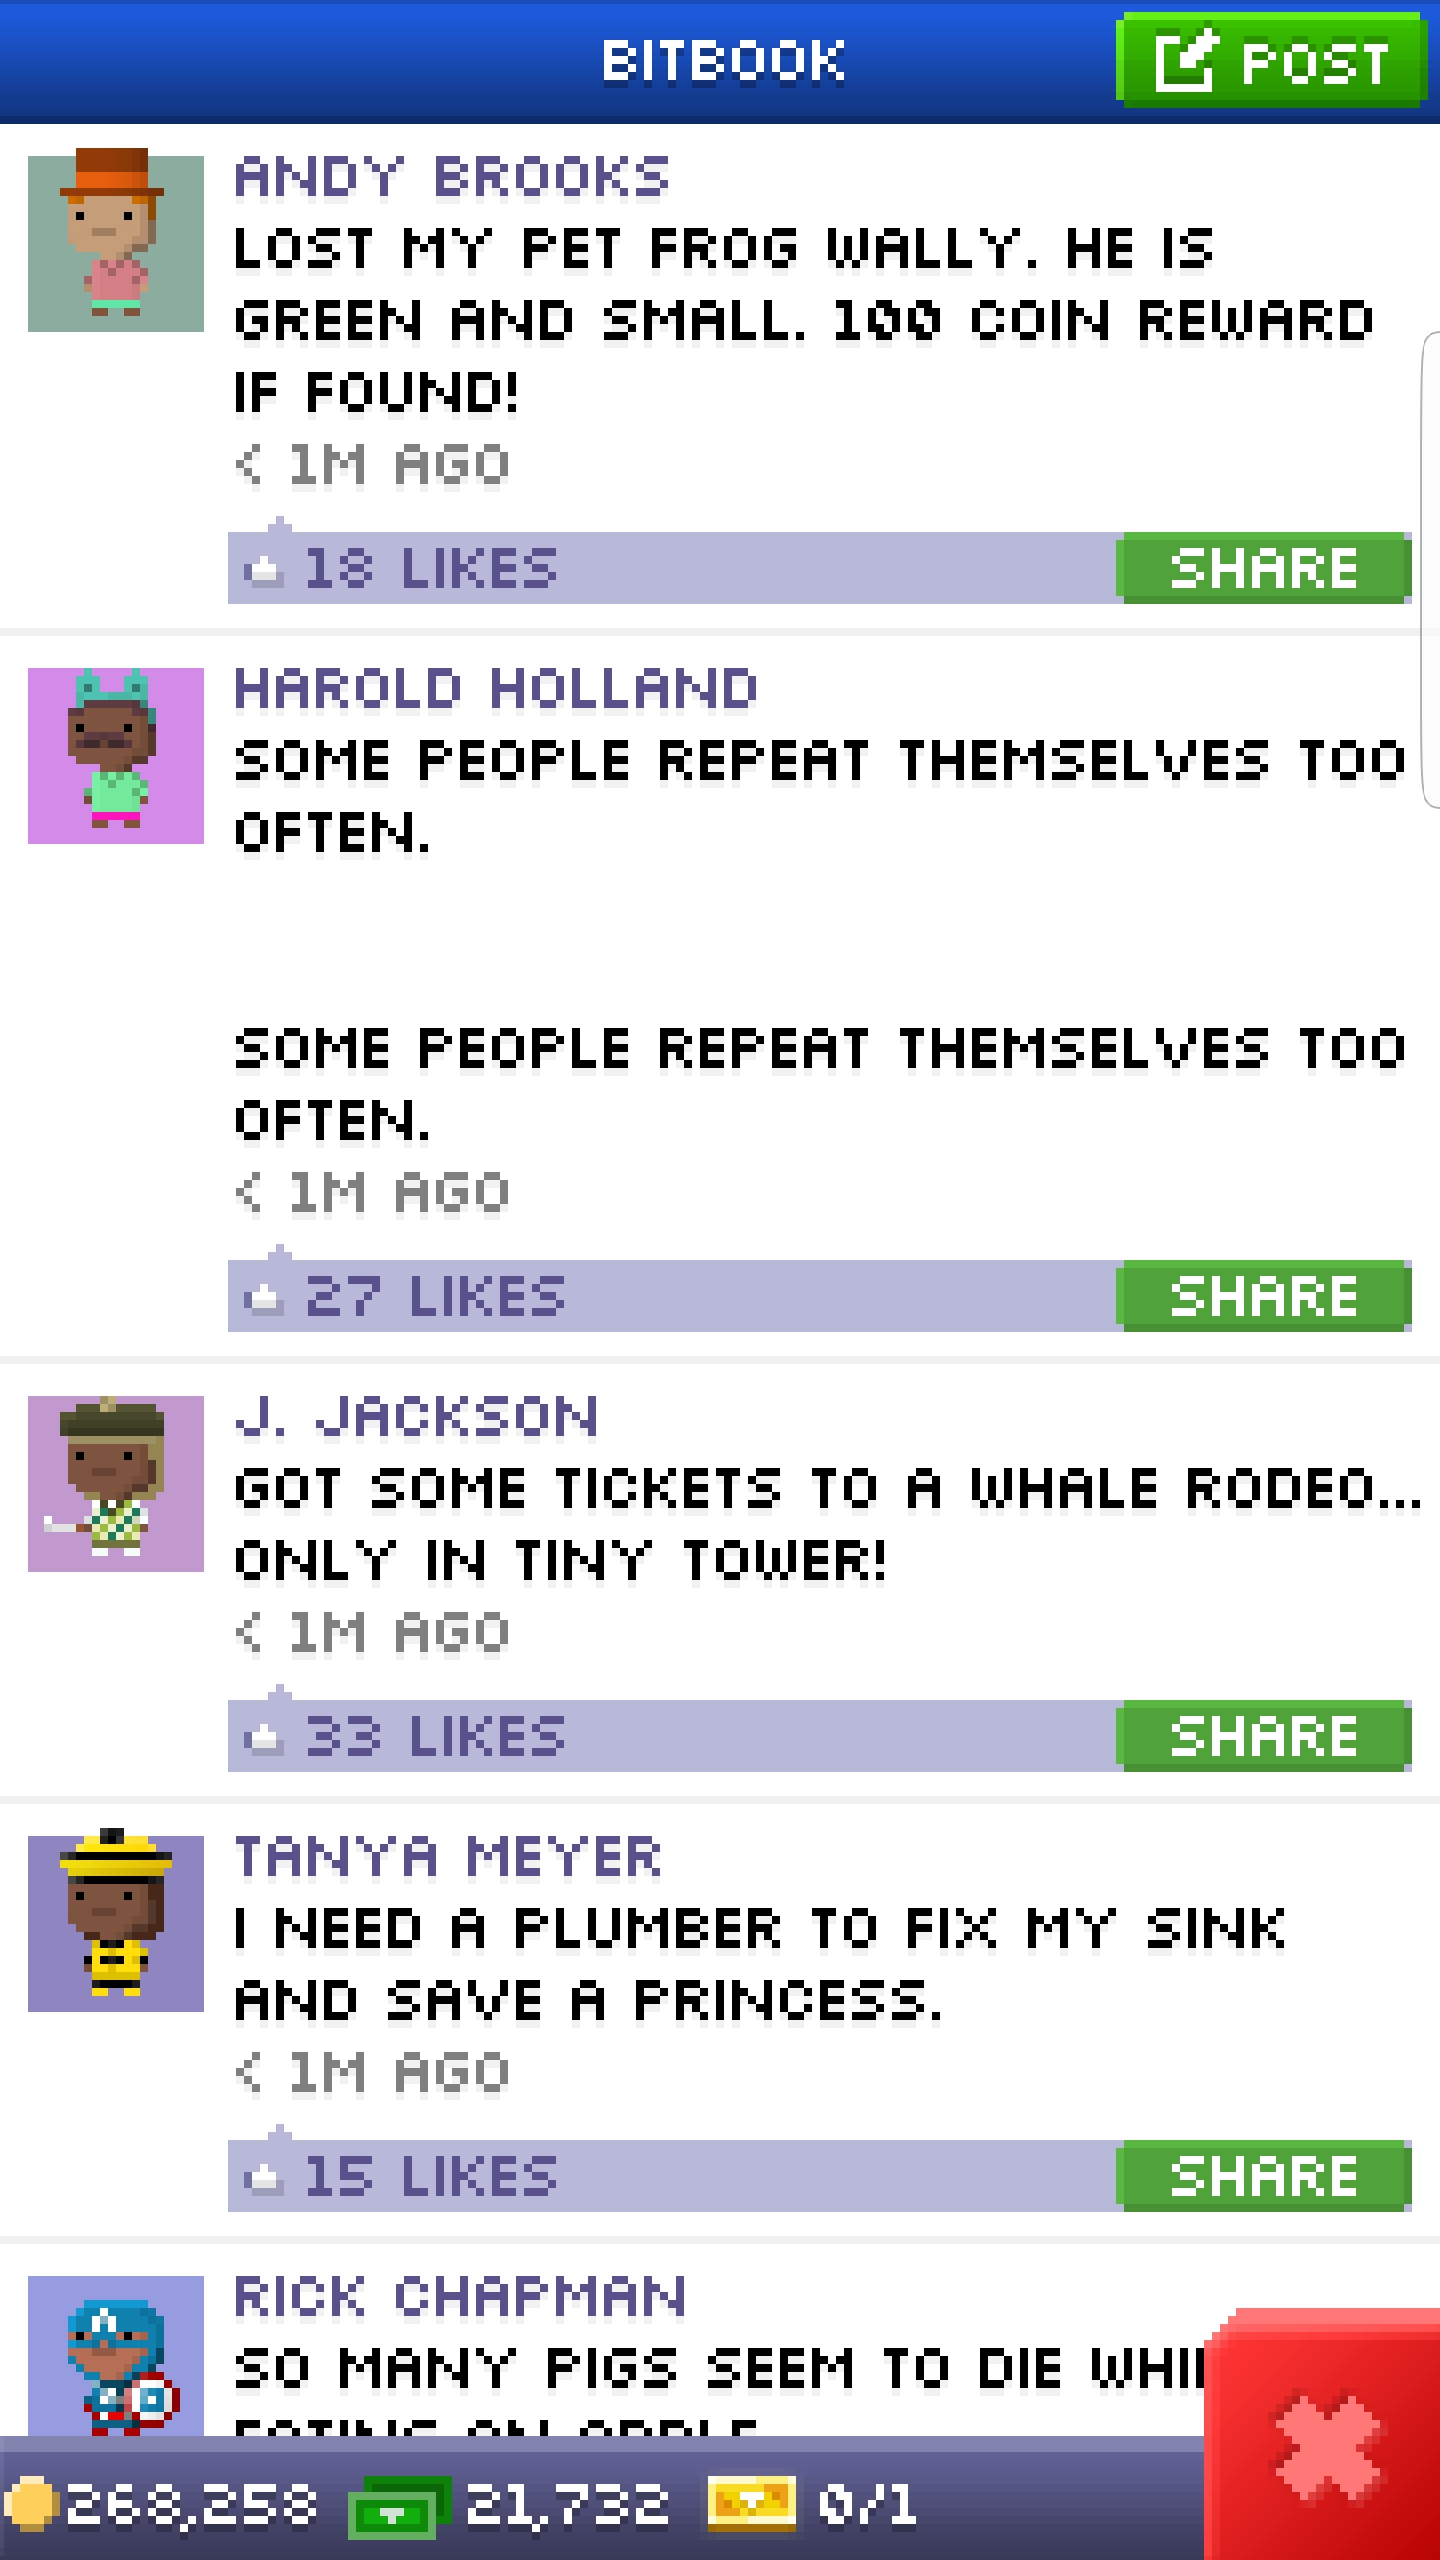 BITBOOK
POST
ANDY BROOKS
LOST MY PET FROG WALLY. HE IS
GREEN AND SMALL. 100 COIN REWARD
IF FOUND!
< 1M AGO
18 LIKES
SHARE
HAROLD HOLLAND
SOME PEOPLE REPEAT THEMSELVES TOO
OFTEN.
SOME PEOPLE REPEAT THEMSELVES TOO
OFTEN.
< 1M AGO
27 LIKES
SHARE
J. JACKSON
GOT SOME TICKETS TO A WHALE RODEO...
ONLY IN TINY TOWER!
< 1M AGO
33 LIKES
SHARE
TANYA MEYER
I NEED A PLUMBER TO FIX MY SINK
AND SAVE A PRINCESS.
< 1M AGO
15 LIKES
SHARE
RICK CHAPMAN
SO MANY PIGS SEEM TO DIE
EATING AN APPLE
268,258
21,732
0/1